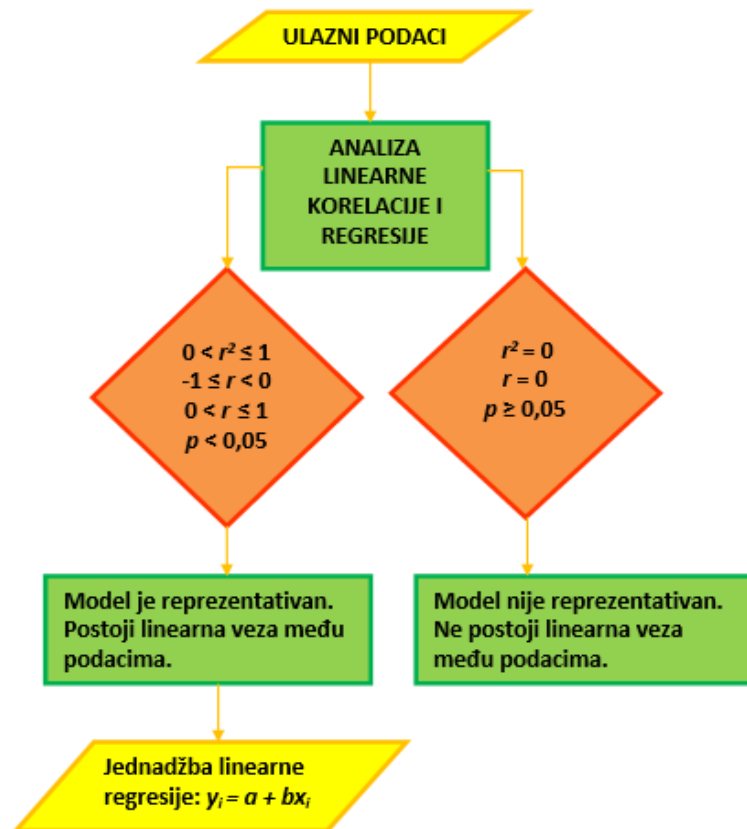 ULAZNI PODACI
ANALIZA
LINEARNE
KORELACIJE I
REGRESIJE
0 < r² ≤ 1
-1 ≤ r < 0
0 < r ≤ 1
p < 0,05
r² = 0
r = 0
p ≥ 0,05
Model je reprezentativan.
Postoji linearna veza među
podacima.
Model nije reprezentativan.
Ne postoji linearna veza
među podacima.
Jednadžba linearne
regresije: yᵢ = a + bxᵢ